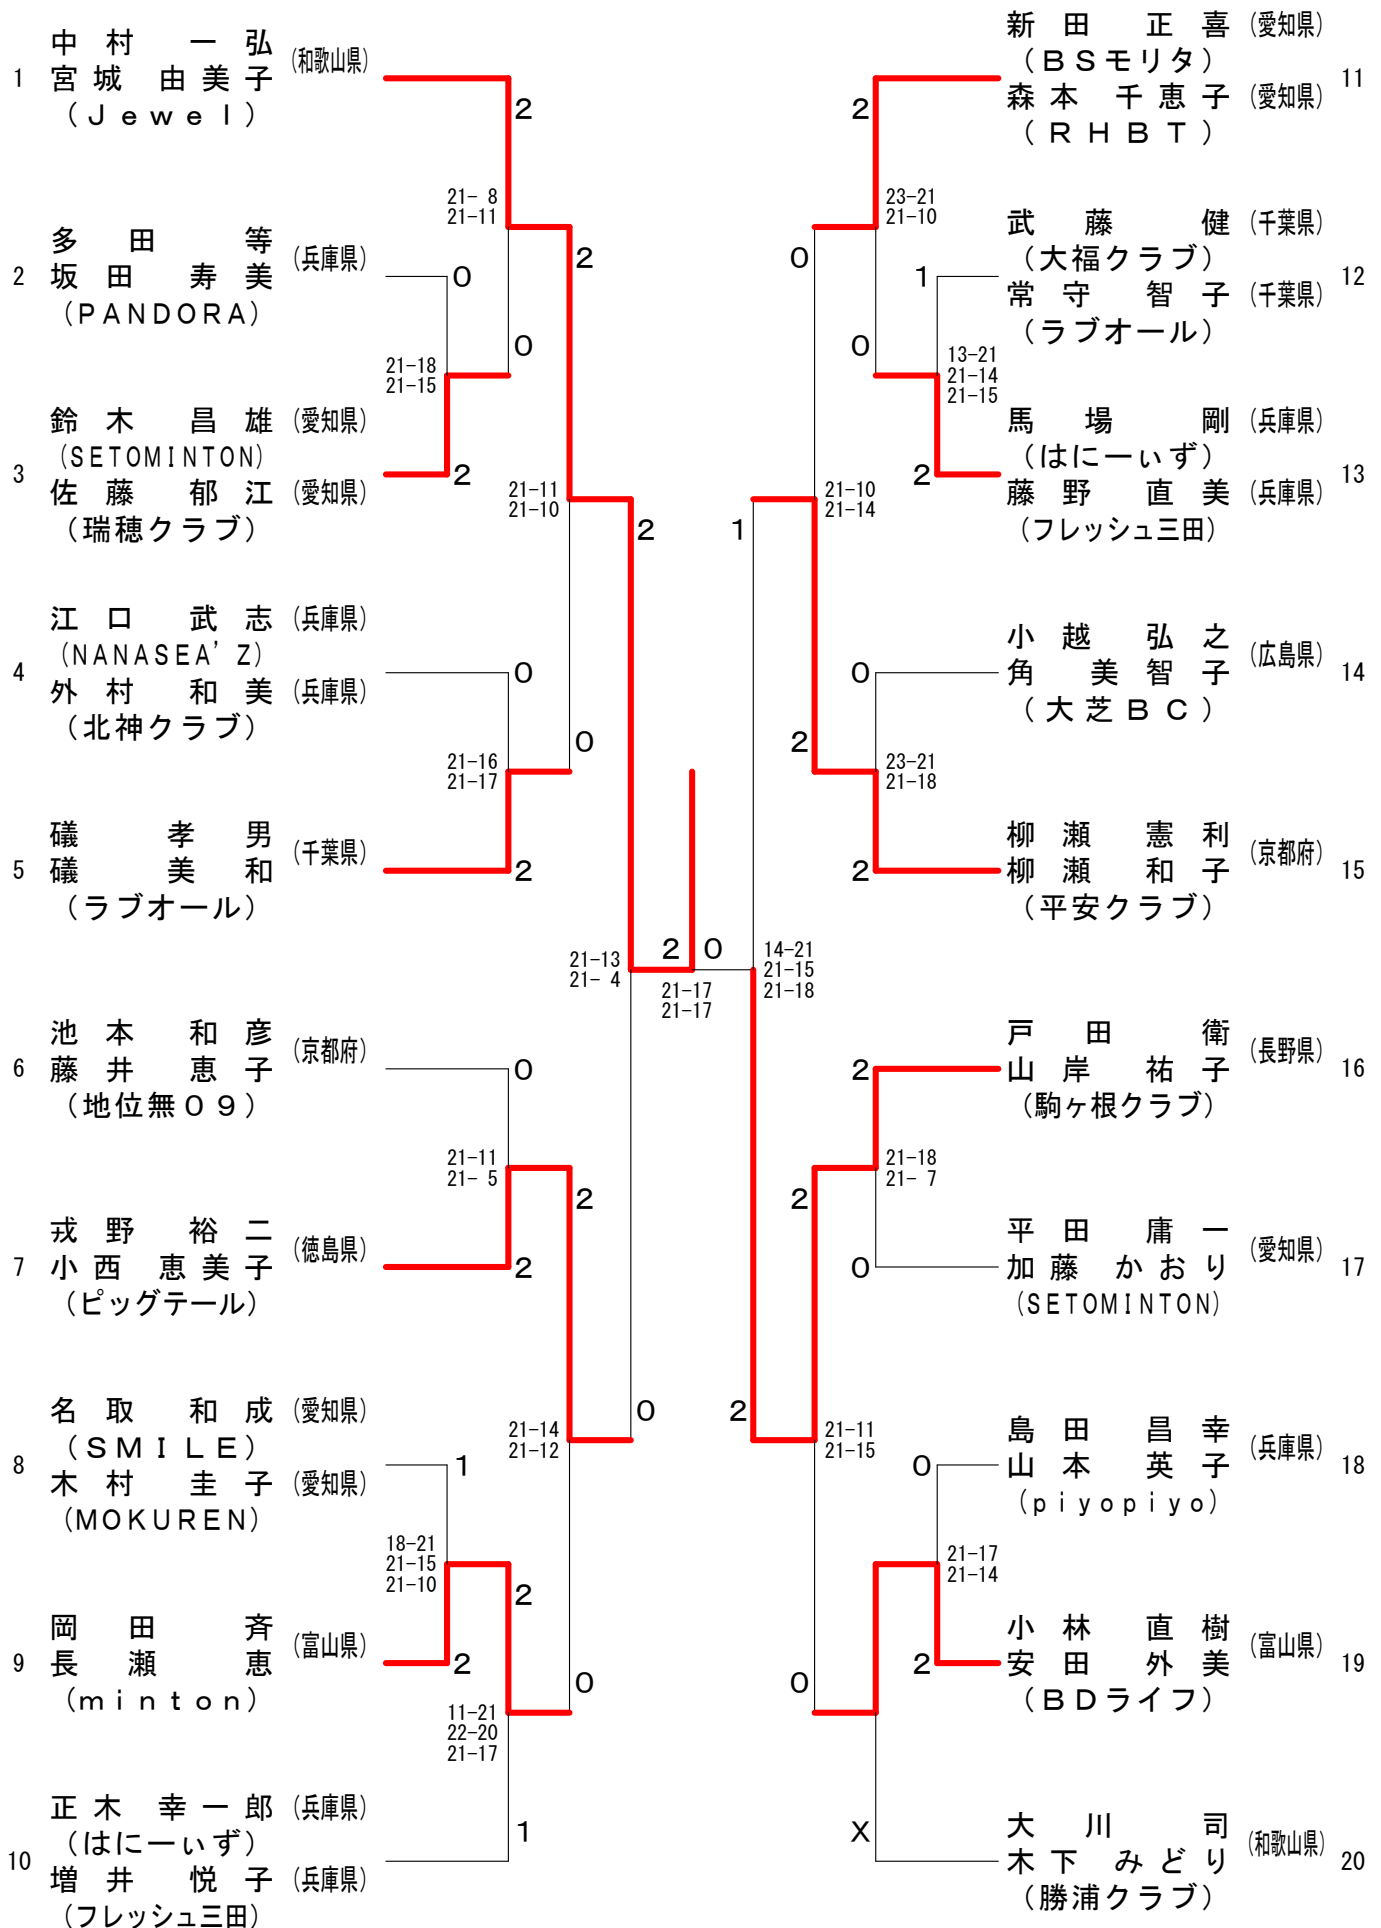 中村 一弘 (和歌山県)
1 宮城 由美子
(Jewel)
2
21- 8
21-11
多田 等 (兵庫県)
2 坂田 寿美
(PANDORA)
0
2
0
21-18
21-15
鈴木 昌雄 (愛知県)
(SETOMINTON)
3
佐藤 郁江 (愛知県)
(瑞穂クラブ)
2
21-11
21-10
2
江口 武志 (兵庫県)
(NANASEA'Z)
4
外村 和美 (兵庫県)
(北神クラブ)
0
0
21-16
21-17
礒 孝男 (千葉県)
5 礒 美和
(ラブオール)
2
21-13
21- 4
2 0
21-17
21-17
池本 和彦 (京都府)
6 藤井 恵子
(地位無09)
0
21-11
21- 5
2
戎野 裕二 (徳島県)
7 小西 恵美子
(ピッグテール)
2
名取 和成 (愛知県)
(SMILE)
8
木村 圭子 (愛知県)
(MOKUREN)
21-14
21-12
0
1
18-21
21-15
21-10
2
岡田 斉 (富山県)
9 長瀬 恵
(minton)
2
0
11-21
22-20
21-17
正木 幸一郎 (兵庫県)
(はにーぃず)
10
増井 悦子 (兵庫県)
(フレッシュ三田)
1
新田 正喜 (愛知県)
(BSモリタ)
11
森本 千恵子 (愛知県)
(RHBT)
2
23-21
21-10
武藤 健 (千葉県)
(大福クラブ)
12
常守 智子 (千葉県)
(ラブオール)
0
1
0
13-21
21-14
21-15
馬場 剛 (兵庫県)
(はにーぃず)
13
藤野 直美 (兵庫県)
(フレッシュ三田)
2
21-10
21-14
1
小越 弘之 (広島県)
角 美智子 14
(大芝BC)
0
2
23-21
21-18
柳瀬 憲利 (京都府)
柳瀬 和子 15
(平安クラブ)
2
14-21
21-15
21-18
戸田 衛 (長野県)
山岸 祐子 16
(駒ヶ根クラブ)
2
21-18
21- 7
2
平田 庸一 (愛知県)
加藤 かおり 17
(SETOMINTON)
0
2
21-11
21-15
島田 昌幸 (兵庫県)
山本 英子 18
(piyopiyo)
0
21-17
21-14
小林 直樹 (富山県)
安田 外美 19
(BDライフ)
2
0
大川 司 (和歌山県)
木下 みどり 20
(勝浦クラブ)
X